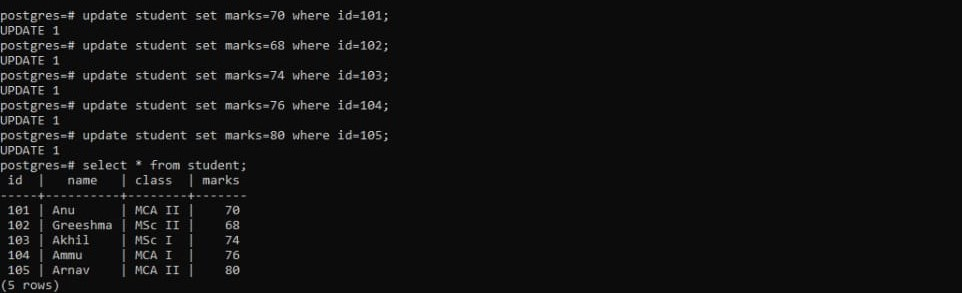 postgres=# update student set marks=70 where id=101;
UPDATE 1
postgres=# update student set marks=68 where id=102;
UPDATE 1
postgres=# update student set marks=74 where id=103;
UPDATE 1
postgres=# update student set marks=76 where id=104;
UPDATE 1
postgres=# update student set marks=80 where id=105;
UPDATE 1
postgres=# select * from student;
 id  |   name   | class  | marks
-----+----------+--------+-------
 101 | Anu      | MCA II |    70
 102 | Greeshma | MSc II |    68
 103 | Akhil    | MSc I  |    74
 104 | Ammu     | MCA I  |    76
 105 | Arnav    | MCA II |    80
(5 rows)